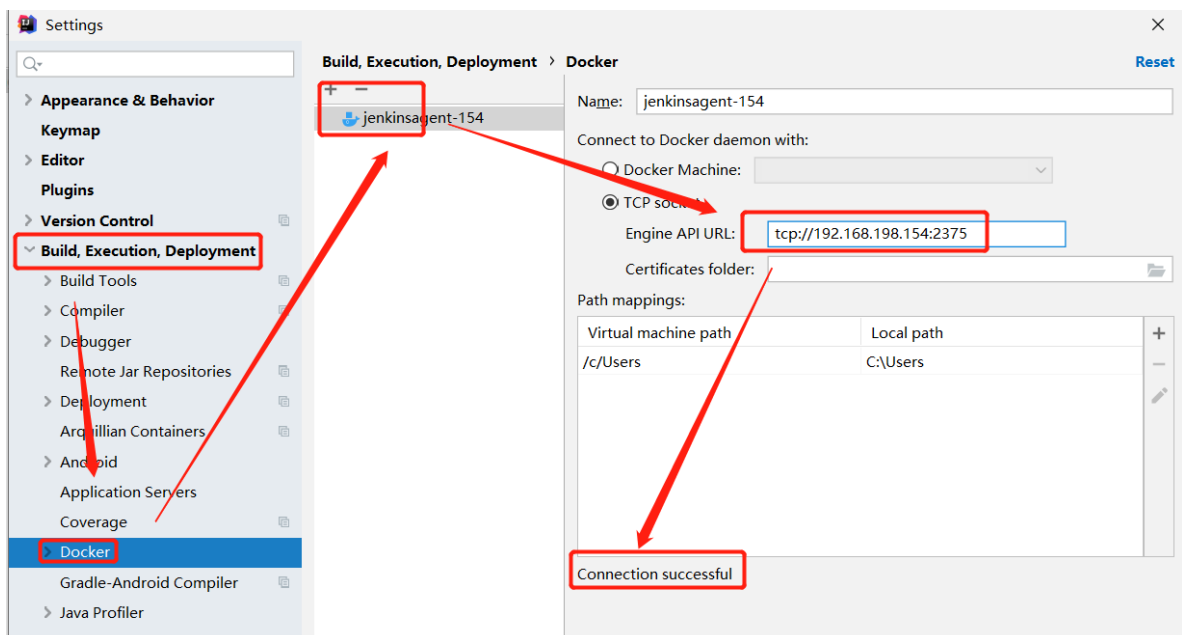 Settings
Build, Execution, Deployment › Docker
Reset
Appearance & Behavior
Keymap
Editor
Plugins
Version Control
Build, Execution, Deployment
Build Tools
Compiler
Debugger
Remote Jar Repositories
Deployment
Arquillian Containers
Android
Application Servers
Coverage
Docker
Gradle-Android Compiler
Java Profiler
jenkinsagent-154
Name: jenkinsagent-154
Connect to Docker daemon with:
Docker Machine:
TCP socket
Engine API URL: tcp://192.168.198.154:2375
Certificates folder:
Path mappings:
Virtual machine path Local path
/c/Users C:\Users
Connection successful